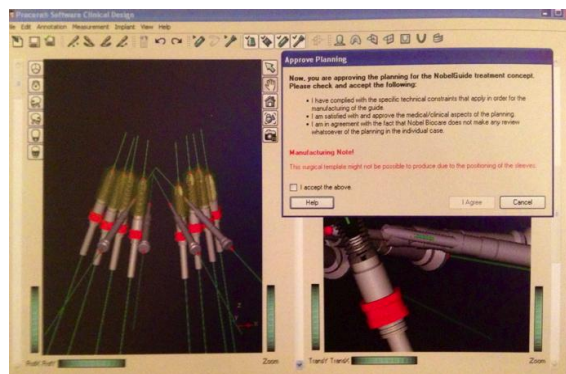 Procera® Software Clinical Design
File Edit Annotation Measurement Implant View Help
Approve Planning
Now, you are approving the planning for the NobelGuide treatment concept.
Please check and accept the following:
• I have complied with the specific technical constraints that apply in order for the
manufacturing of the guide.
• I am satisfied with and approve the medical/clinical aspects of the planning.
• I am in agreement with the fact that Nobel Biocare does not make any review
whatsoever of the planning in the individual case.
Manufacturing Note!
This surgical template might not be possible to produce due to the positioning of the sleeves.
I accept the above.
Help
I Agree
Cancel
RotX RotY
Zoom
TransY TransX
Zoom